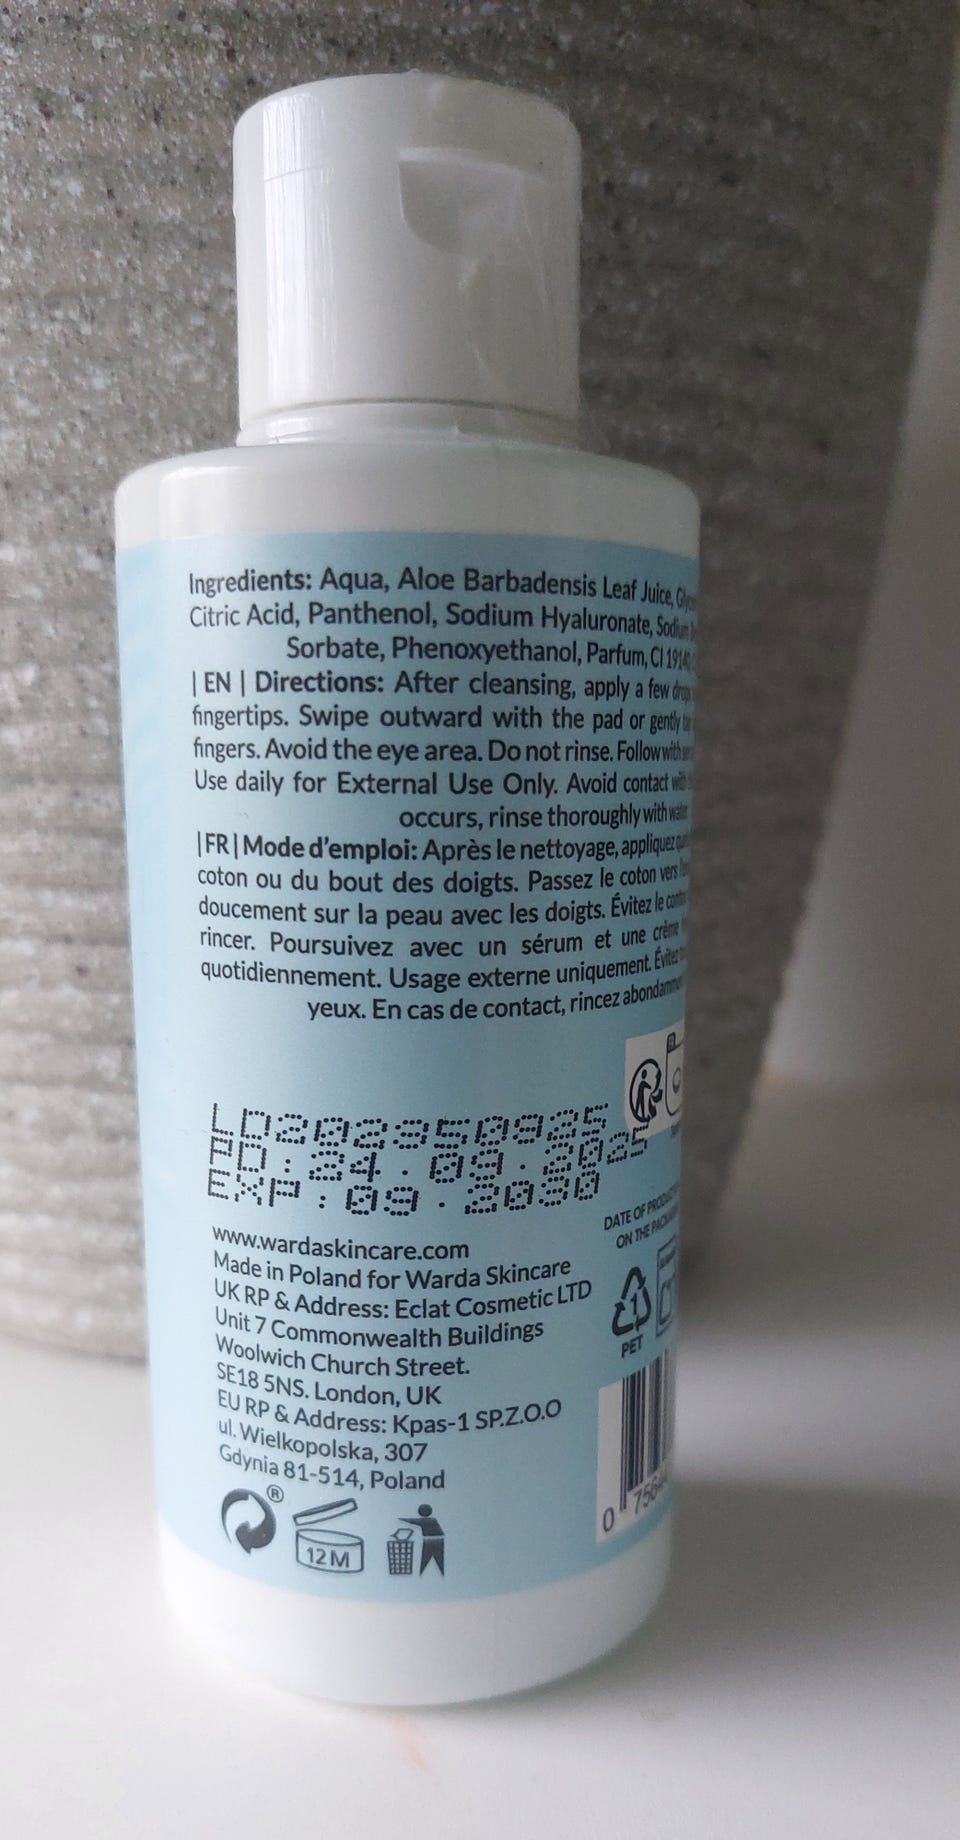 Ingredients: Aqua, Aloe Barbadensis Leaf Juice,
Citric Acid, Panthenol, Sodium Hyaluronate, Sodium
Sorbate, Phenoxyethanol, Parfum, CI 19140,
| EN | Directions: After cleansing, apply a few drops
fingertips. Swipe outward with the pad or gently
fingers. Avoid the eye area. Do not rinse. Follow with
Use daily for External Use Only. Avoid contact with
occurs, rinse thoroughly with water
|FR| Mode d'emploi: Après le nettoyage, appliquez
coton ou du bout des doigts. Passez le coton vers
doucement sur la peau avec les doigts. Évitez le
rincer. Poursuivez avec un sérum et une crème
quotidiennement. Usage externe uniquement. Évitez
yeux. En cas de contact, rincez
LD202350925
PD:24.09.2025
EXP:09.2030
DATE OF
ON THE
www.wardaskincare.com
Made in Poland for Warda Skincare
UK RP & Address: Eclat Cosmetic LTD
Unit 7 Commonwealth Buildings
Woolwich Church Street.
SE18 5NS. London, UK
EU RP & Address: Kpas-1 SP.Z.O.O
ul. Wielkopolska, 307
Gdynia 81-514, Poland
1
PET
®
12M
0